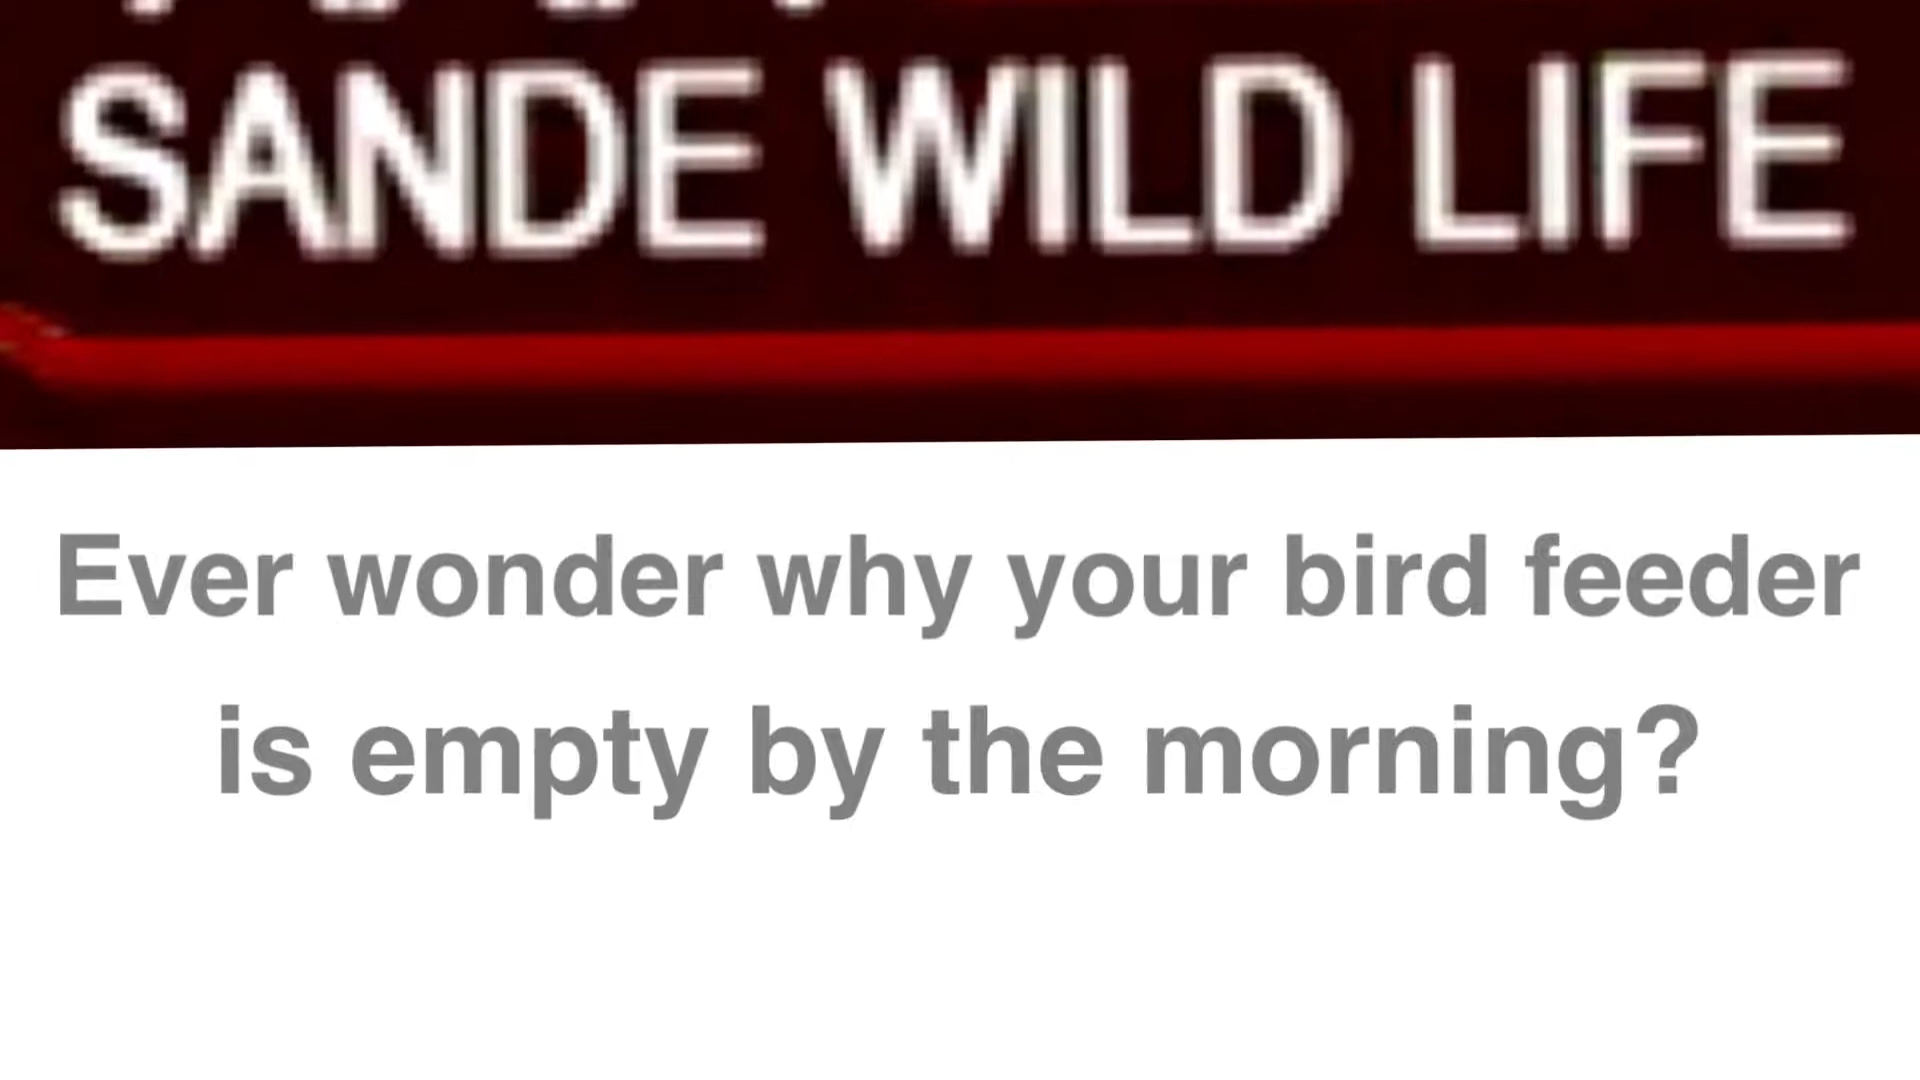 SANDE WILD LIFE
Ever wonder why your bird feeder
is empty by the morning?